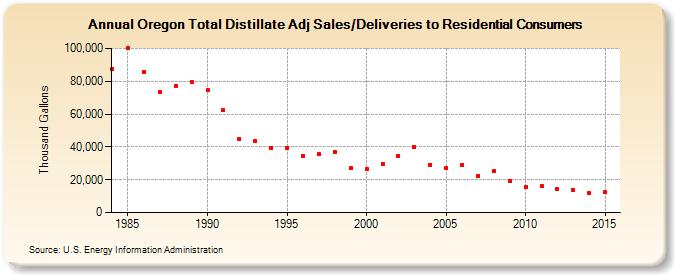 Annual Oregon Total Distillate Adj Sales/Deliveries to Residential Consumers
Thousand Gallons
100,000
80,000
60,000
40,000
20,000
0
1985 1990 1995 2000 2005 2010 2015
Source: U.S. Energy Information Administration